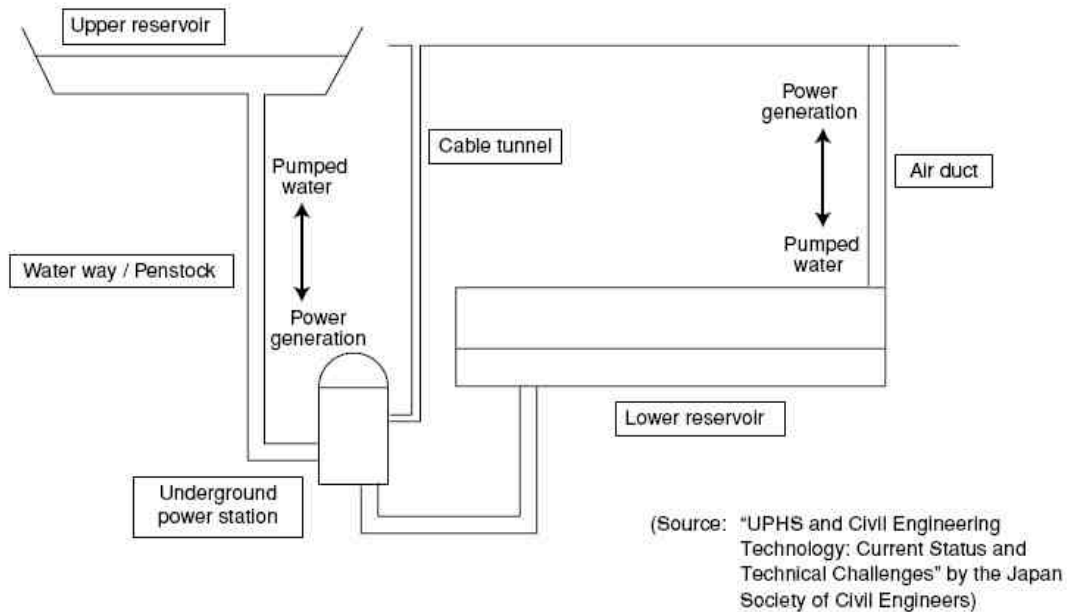 Upper reservoir
Power
generation
Cable tunnel
Air duct
Pumped
water
Pumped
water
Water way / Penstock
Power
generation
Lower reservoir
Underground
power station
(Source: "UPHS and Civil Engineering
Technology: Current Status and
Technical Challenges" by the Japan
Society of Civil Engineers)